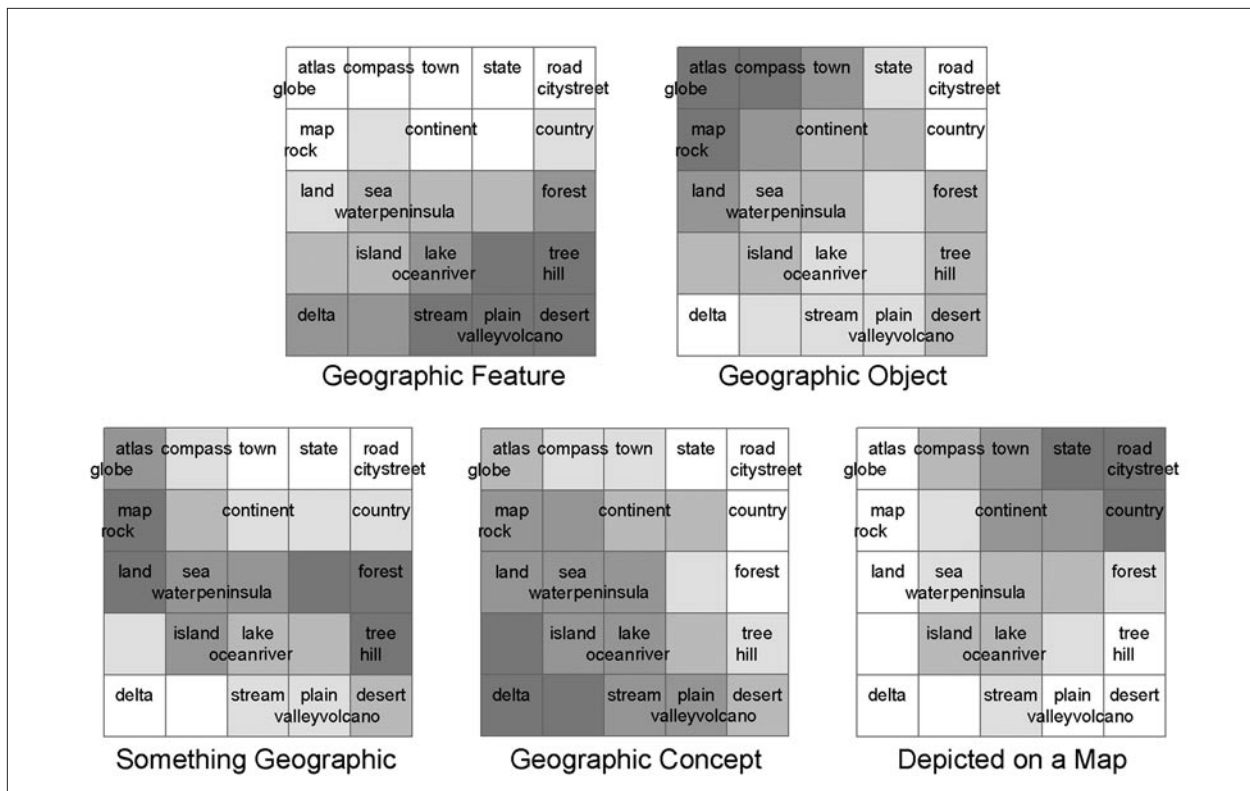 atlas compass town state road
globe citystreet
map continent country
rock
land sea forest
waterpeninsula
island lake tree
oceanriver hill
delta stream plain desert
valleyvolcano
Geographic Feature
atlas compass town state road
globe citystreet
map continent country
rock
land sea forest
waterpeninsula
island lake tree
oceanriver hill
delta stream plain desert
valleyvolcano
Geographic Object
atlas compass town state road
globe citystreet
map continent country
rock
land sea forest
waterpeninsula
island lake tree
oceanriver hill
delta stream plain desert
valleyvolcano
Something Geographic
atlas compass town state road
globe citystreet
map continent country
rock
land sea forest
waterpeninsula
island lake tree
oceanriver hill
delta stream plain desert
valleyvolcano
Geographic Concept
atlas compass town state road
globe citystreet
map continent country
rock
land sea forest
waterpeninsula
island lake tree
oceanriver hill
delta stream plain desert
valleyvolcano
Depicted on a Map